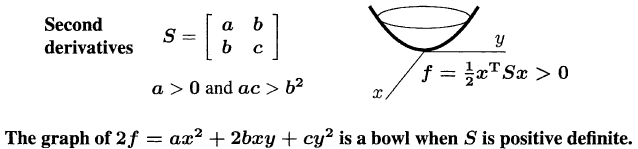 Second
derivatives
S = [ a b
b c ]
a > 0 and ac > b²
y
x
f = ½xᵀSx > 0
The graph of 2f = ax² + 2bxy + cy² is a bowl when S is positive definite.